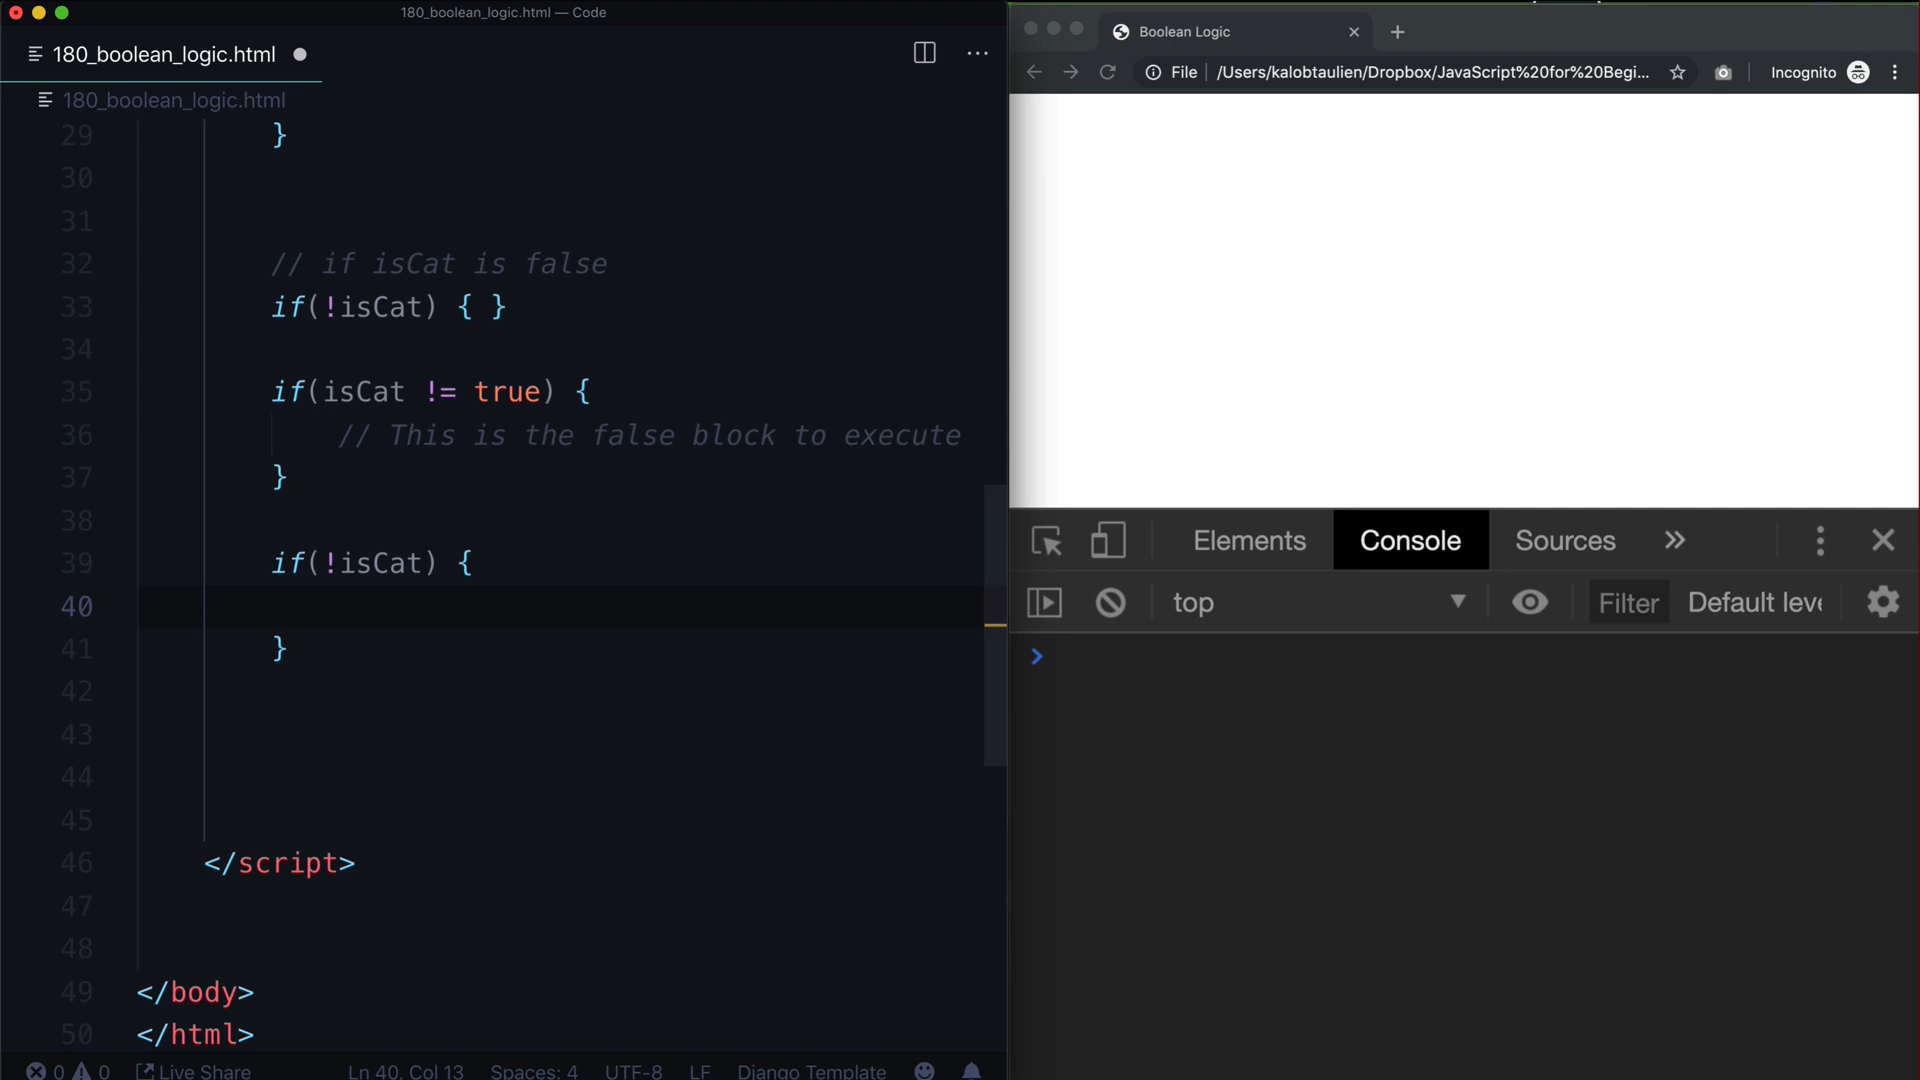 180_boolean_logic.html — Code
180_boolean_logic.html
180_boolean_logic.html
29 }
30
31
32 // if isCat is false
33 if(!isCat) { }
34
35 if(isCat != true) {
36 // This is the false block to execute
37 }
38
39 if(!isCat) {
40
41 }
42
43
44
45
46 </script>
47
48
49 </body>
50 </html>
0 0 Live Share Ln 40, Col 13 Spaces: 4 UTF-8 LF Django Template
Boolean Logic
File /Users/kalobtaulien/Dropbox/JavaScript%20for%20Begi... Incognito
Elements Console Sources
top Filter Default leve